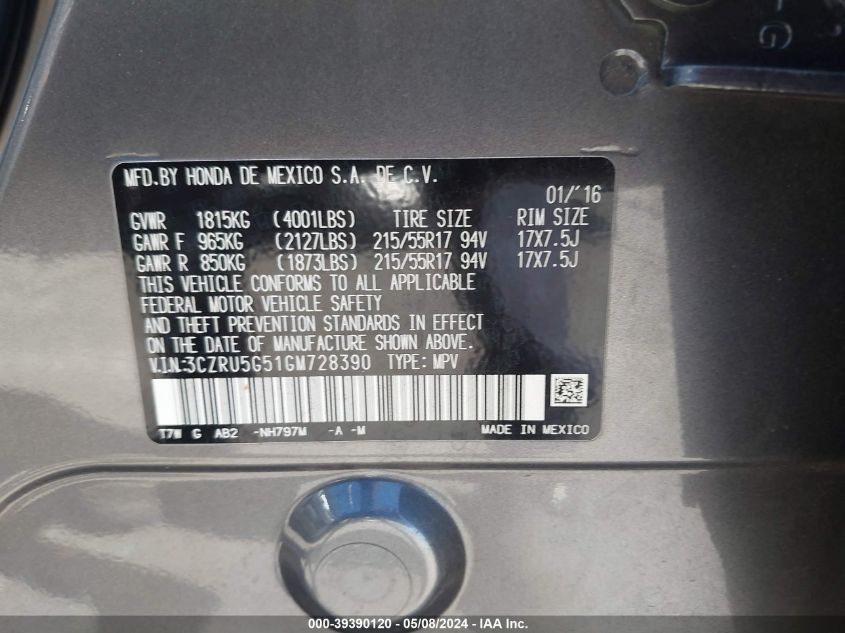 -G
MFD.BY HONDA DE MEXICO S.A. DE C.V.
01/'16
GVWR 1815KG (4001LBS) TIRE SIZE RIM SIZE
GAWR F 965KG (2127LBS) 215/55R17 94V 17X7.5J
GAWR R 850KG (1873LBS) 215/55R17 94V 17X7.5J
THIS VEHICLE CONFORMS TO ALL APPLICABLE
FEDERAL MOTOR VEHICLE SAFETY
AND THEFT PREVENTION STANDARDS IN EFFECT
ON THE DATE OF MANUFACTURE SHOWN ABOVE.
V.I.N.:3CZRU5G51GM728390 TYPE: MPV
T7W G AB2 -NH797M -A -M MADE IN MEXICO
000-39390120 - 05/08/2024 - IAA Inc.